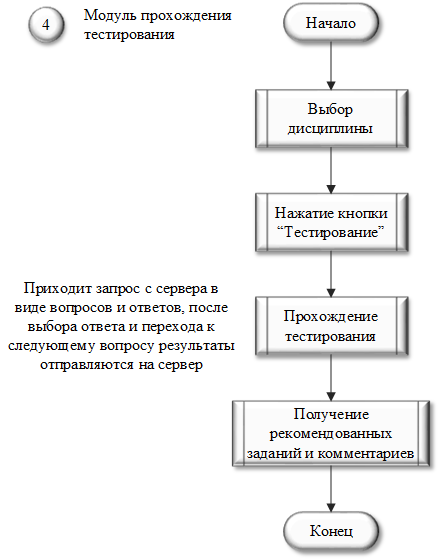 4
Модуль прохождения
тестирования
Начало
Выбор
дисциплины
Нажатие кнопки
“Тестирование”
Приходит запрос с сервера в
виде вопросов и ответов, после
выбора ответа и перехода к
следующему вопросу результаты
отправляются на сервер
Прохождение
тестирования
Получение
рекомендованных
заданий и комментариев
Конец